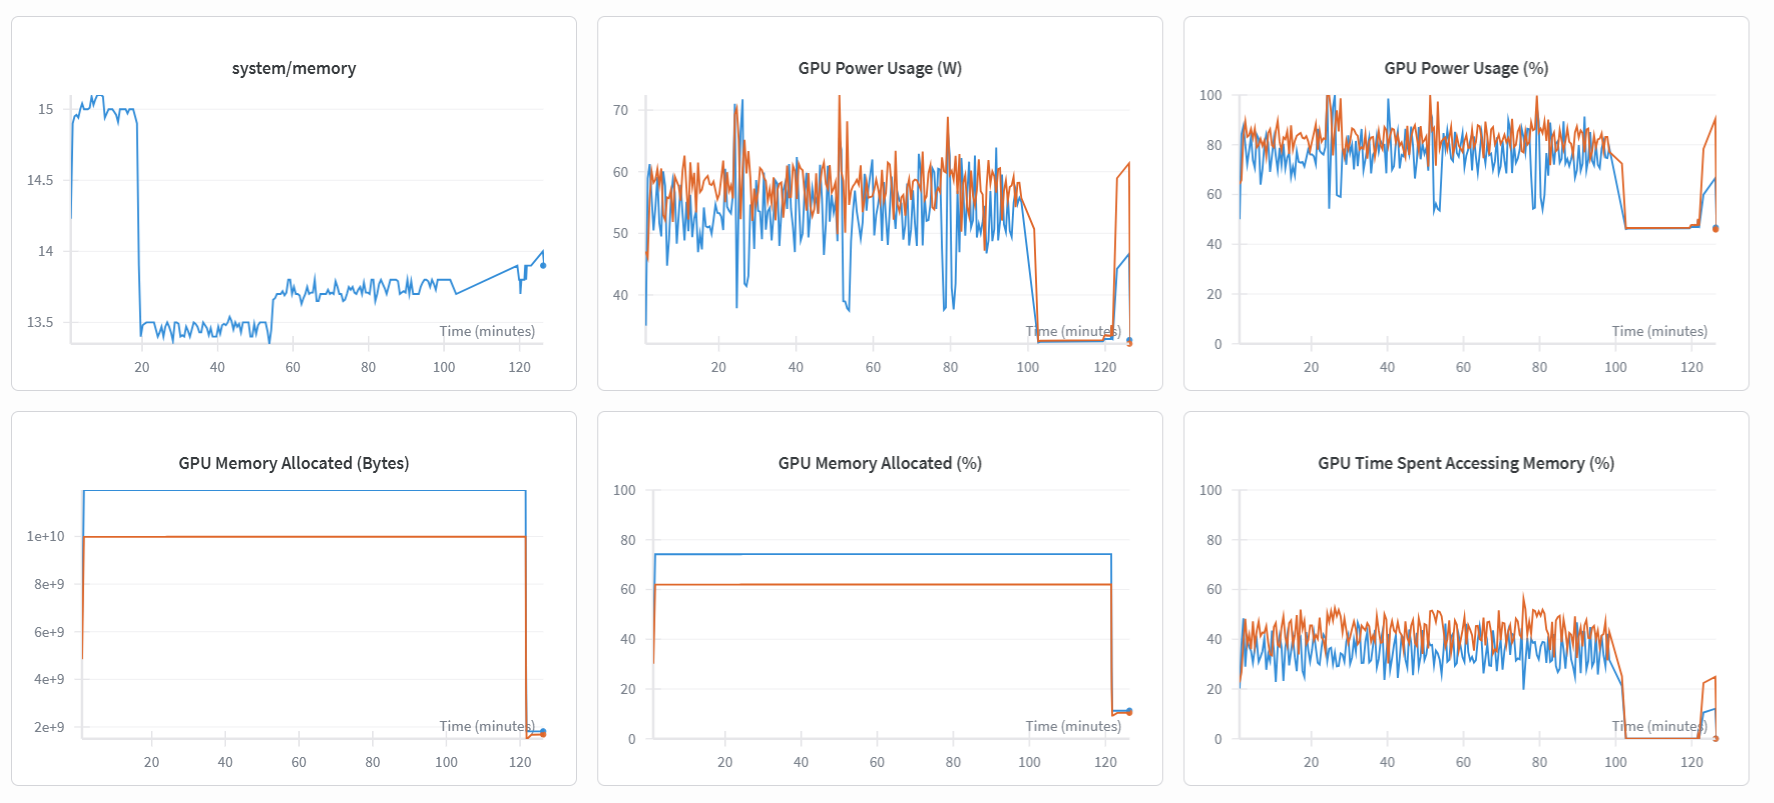 system/memory
15
14.5
14
13.5
Time (minutes)
20 40 60 80 100 120
GPU Power Usage (W)
70
60
50
40
Time (minutes)
20 40 60 80 100 120
GPU Power Usage (%)
100
80
60
40
20
0
Time (minutes)
20 40 60 80 100 120
GPU Memory Allocated (Bytes)
1e+10
8e+9
6e+9
4e+9
2e+9
Time (minutes)
20 40 60 80 100 120
GPU Memory Allocated (%)
100
80
60
40
20
0
Time (minutes)
20 40 60 80 100 120
GPU Time Spent Accessing Memory (%)
100
80
60
40
20
0
Time (minutes)
20 40 60 80 100 120